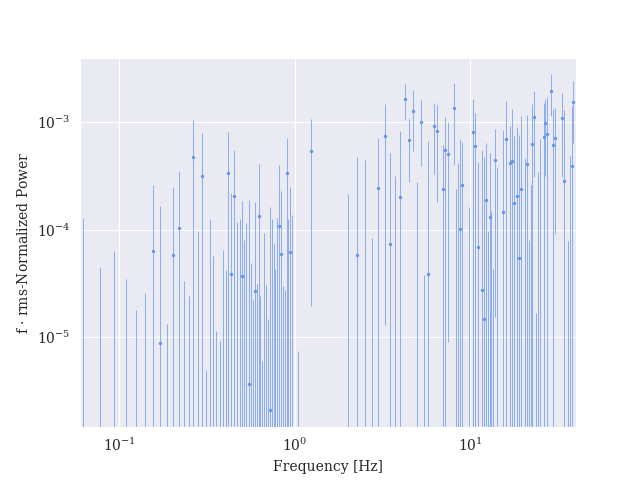 10⁻³
10⁻⁴
10⁻⁵
f · rms-Normalized Power
10⁻¹ 10⁰ 10¹
Frequency [Hz]